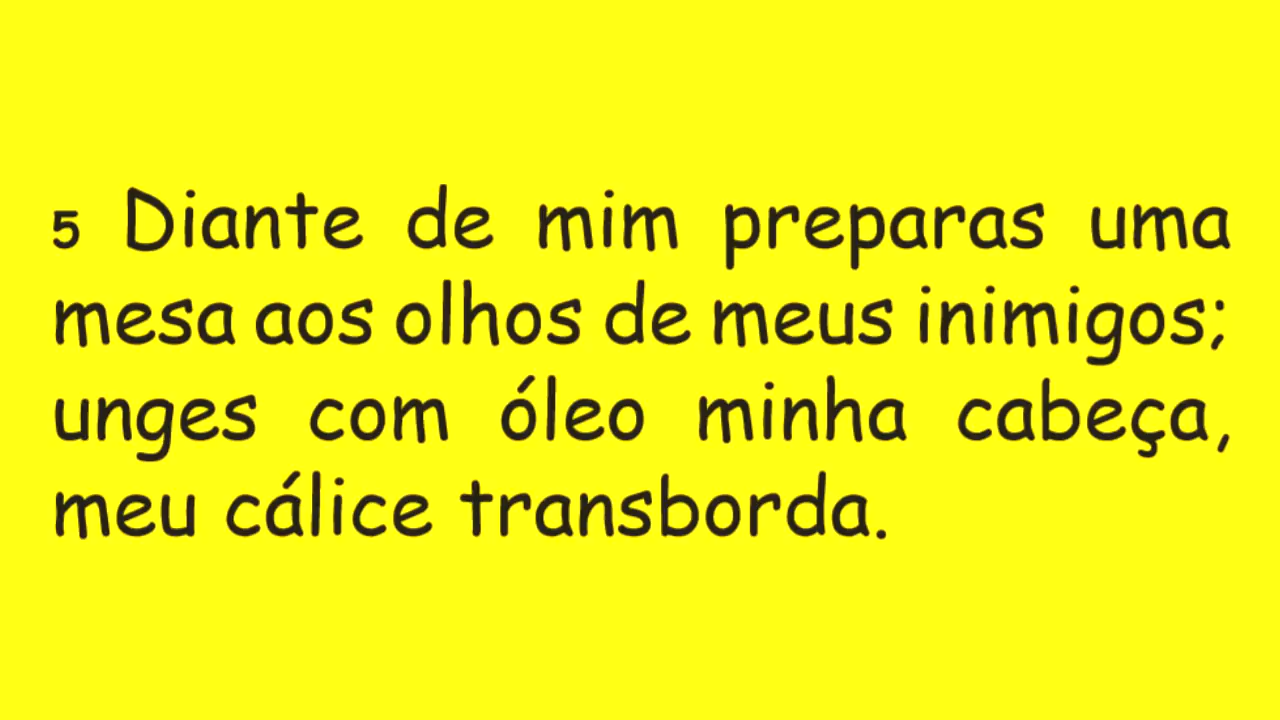 5 Diante de mim preparas uma
mesa aos olhos de meus inimigos;
unges com óleo minha cabeça,
meu cálice transborda.